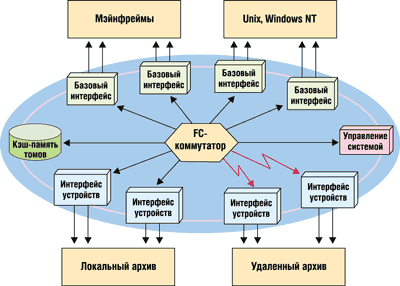 Мэйнфреймы
Unix, Windows NT
Базовый
интерфейс
Базовый
интерфейс
Базовый
интерфейс
Базовый
интерфейс
Кэш-память
томов
FC-
коммутатор
Управление
системой
Интерфейс
устройств
Интерфейс
устройств
Интерфейс
устройств
Интерфейс
устройств
Локальный архив
Удаленный архив